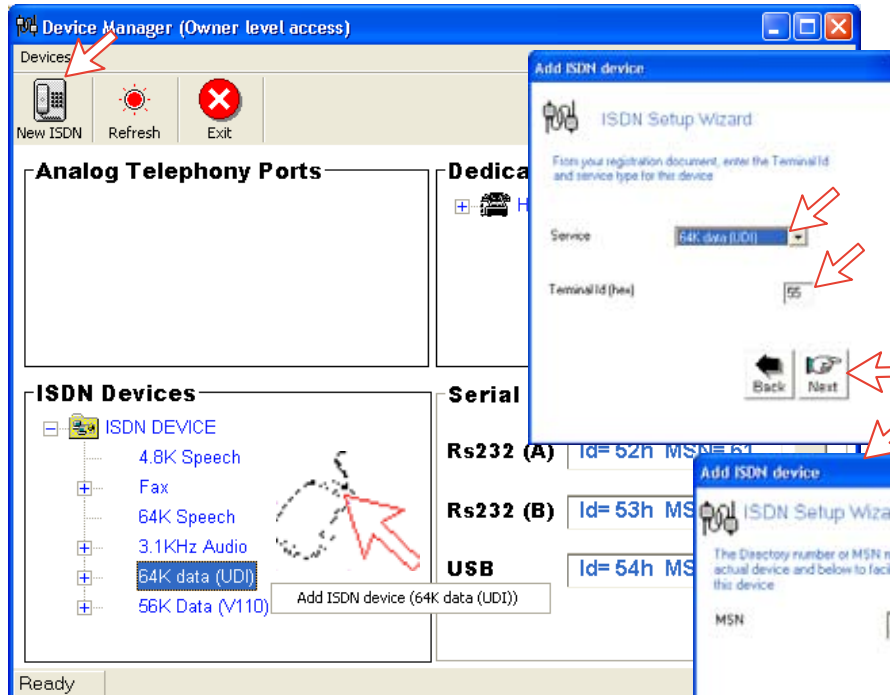 Device Manager (Owner level access)
Devices
New ISDN
Refresh
Exit
Analog Telephony Ports
Dedica
H
ISDN Devices
ISDN DEVICE
4.8K Speech
Fax
64K Speech
3.1KHz Audio
64K data (UDI)
56K Data (V110)
Add ISDN device (64K data (UDI))
Serial
Rs232 (A) Id= 52h MSN= 61
Rs232 (B) Id= 53h MS
USB Id= 54h MS
Ready
Add ISDN device
ISDN Setup Wizard
From your registration document, enter the Terminal Id
and service type for this device
Service 64K data (UDI)
Terminal Id (hex) 55
Back Next
Add ISDN device
ISDN Setup Wiza
The Directory number or MSN n
actual device and below to faci
this device
MSN